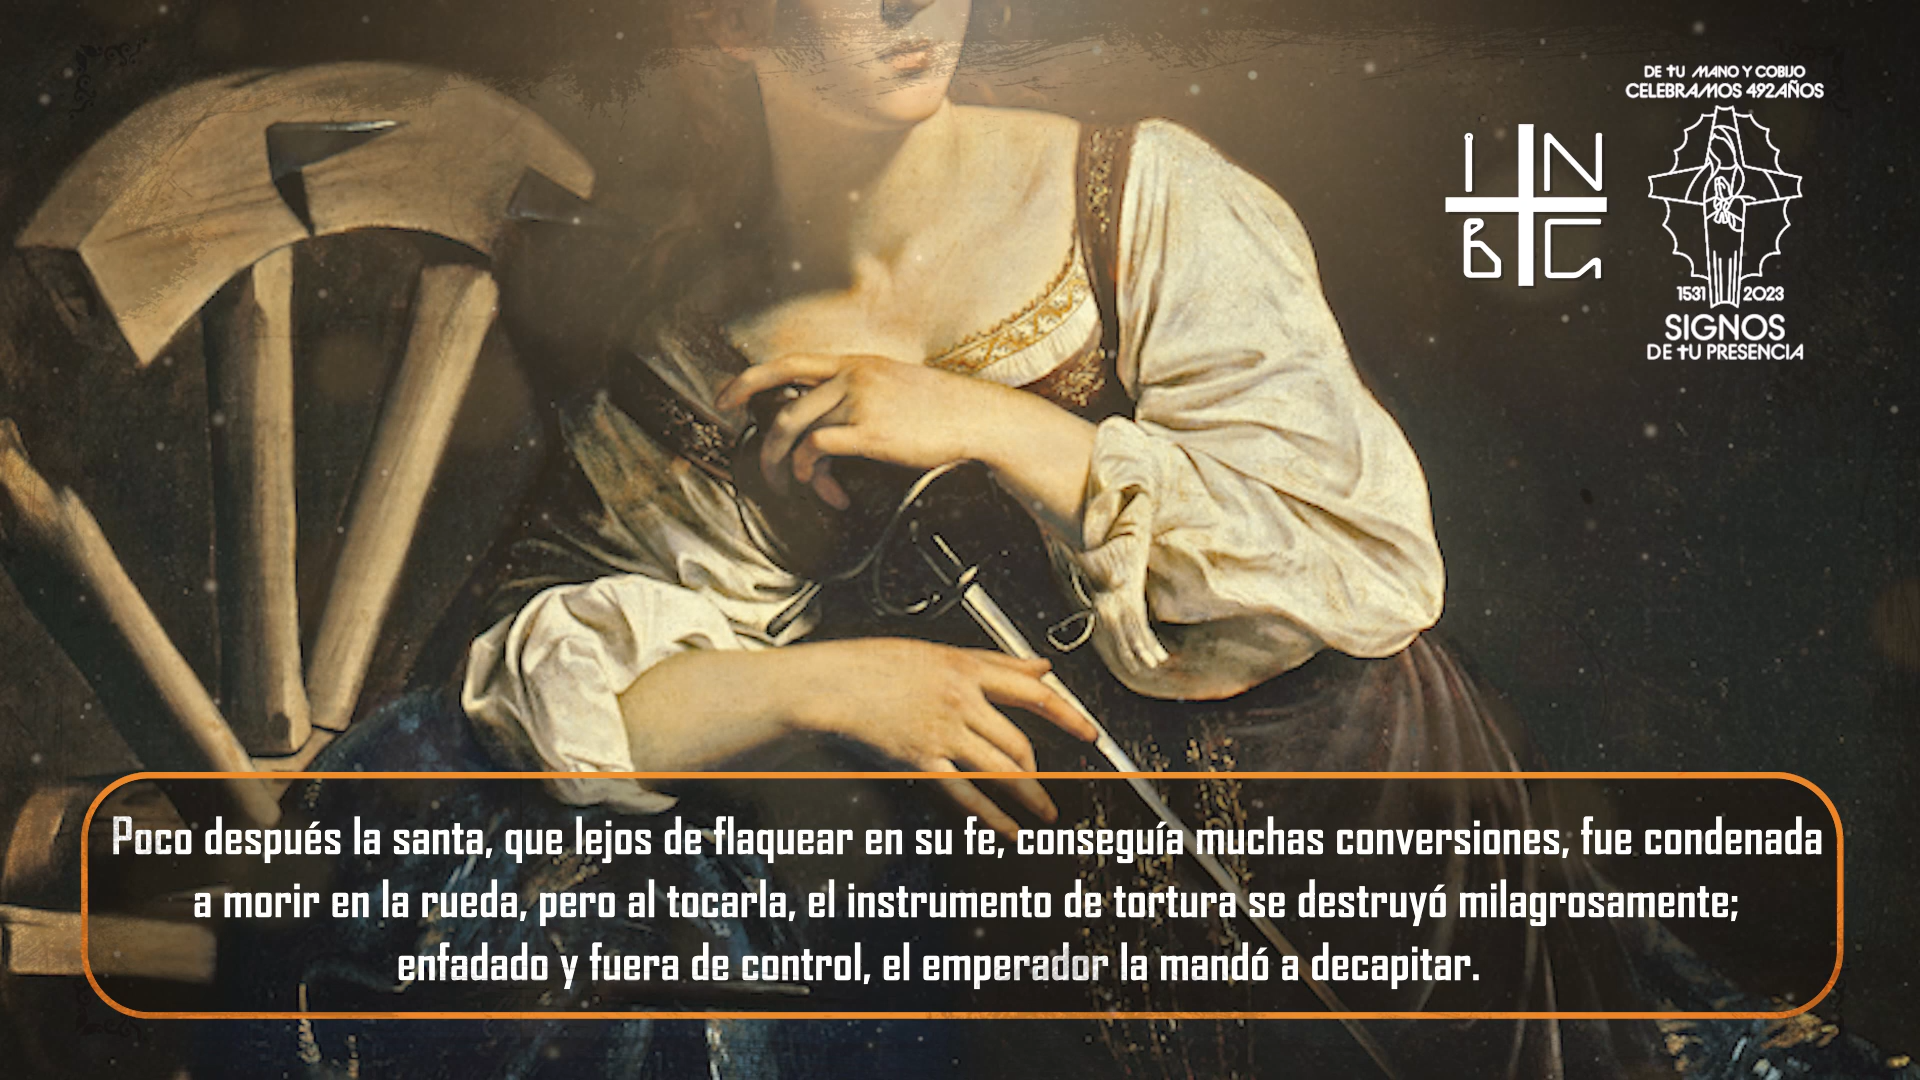 DE TU MANO Y COBIJO
CELEBRAMOS 492 AÑOS
I N
B G
1531 2023
SIGNOS
DE TU PRESENCIA
Poco después la santa, que lejos de flaquear en su fe, conseguía muchas conversiones, fue condenada
a morir en la rueda, pero al tocarla, el instrumento de tortura se destruyó milagrosamente;
enfadado y fuera de control, el emperador la mandó a decapitar.